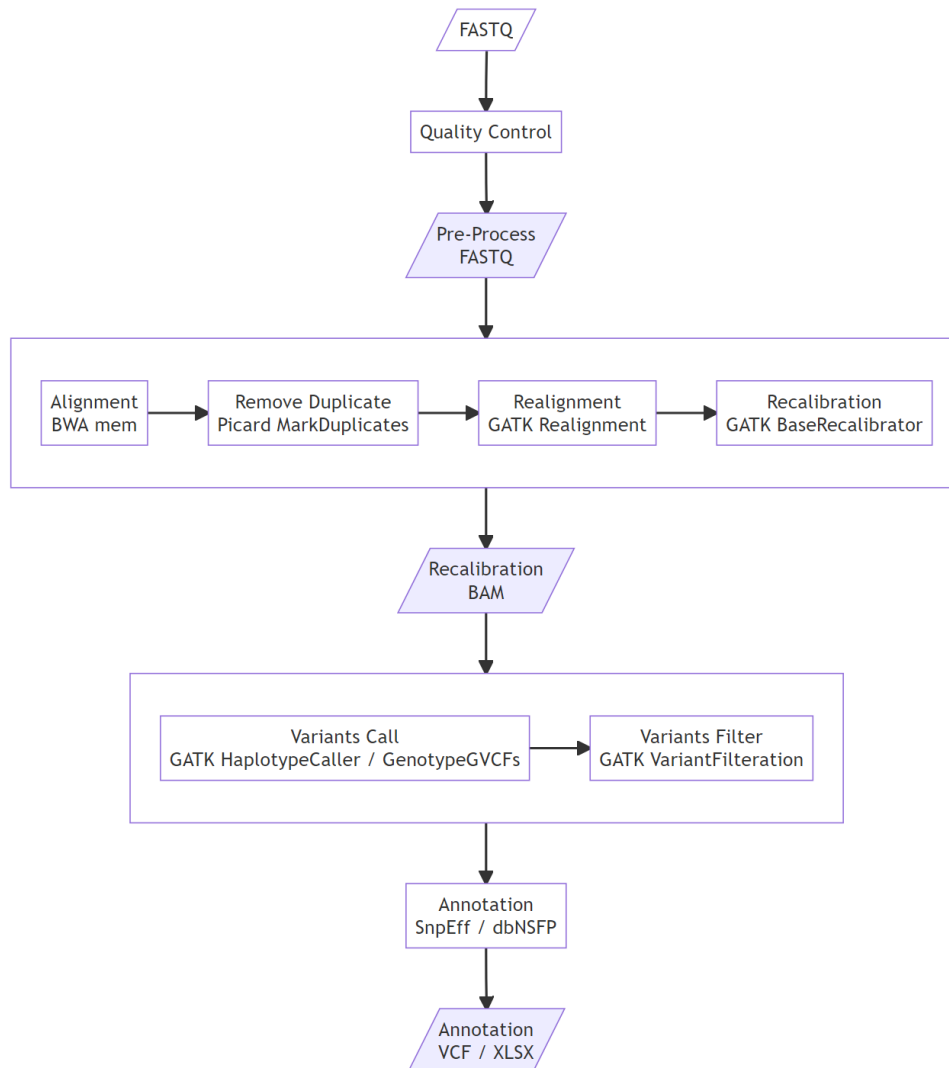 FASTQ
Quality Control
Pre-Process
FASTQ
Alignment
BWA mem
Remove Duplicate
Picard MarkDuplicates
Realignment
GATK Realignment
Recalibration
GATK BaseRecalibrator
Recalibration
BAM
Variants Call
GATK HaplotypeCaller / GenotypeGVCFs
Variants Filter
GATK VariantFilteration
Annotation
SnpEff / dbNSFP
Annotation
VCF / XLSX